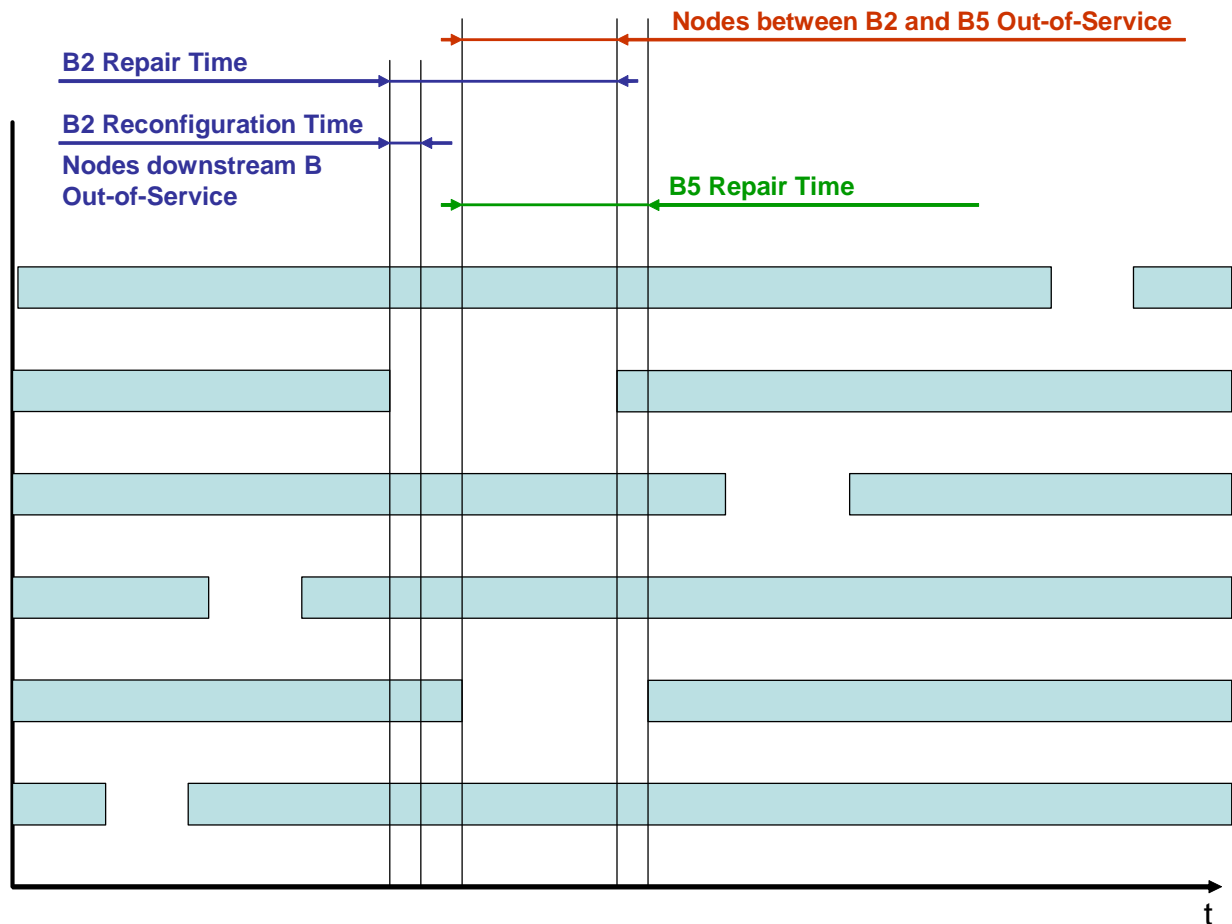 Nodes between B2 and B5 Out-of-Service
B2 Repair Time
B2 Reconfiguration Time
Nodes downstream B
Out-of-Service
B5 Repair Time
t